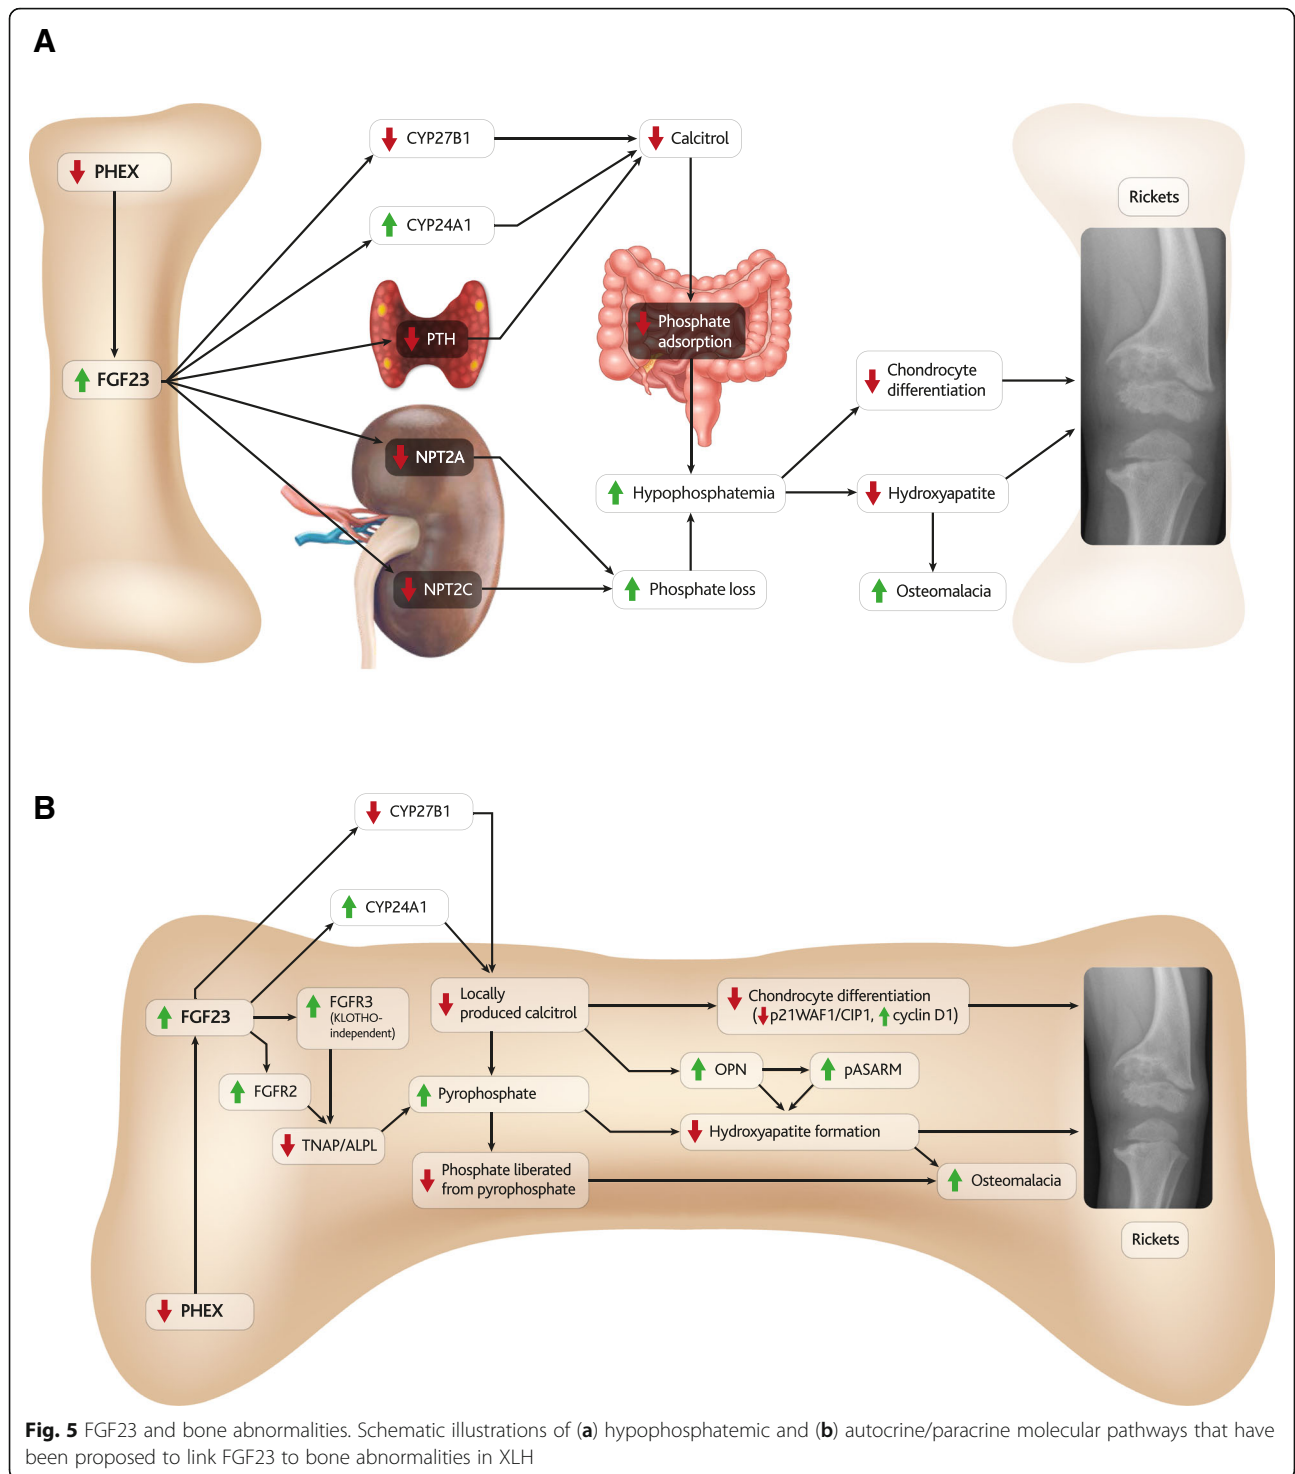 A
PHEX
FGF23
CYP27B1
CYP24A1
PTH
NPT2A
NPT2C
Calcitrol
Phosphate
adsorption
Hypophosphatemia
Phosphate loss
Chondrocyte
differentiation
Hydroxyapatite
Osteomalacia
Rickets
B
CYP27B1
CYP24A1
FGF23
FGFR3
(KLOTHO-
independent)
FGFR2
TNAP/ALPL
PHEX
Locally
produced calcitrol
Pyrophosphate
Phosphate liberated
from pyrophosphate
Chondrocyte differentiation
(p21WAF1/CIP1, cyclin D1)
OPN
pASARM
Hydroxyapatite formation
Osteomalacia
Rickets
Fig. 5 FGF23 and bone abnormalities. Schematic illustrations of (a) hypophosphatemic and (b) autocrine/paracrine molecular pathways that have
been proposed to link FGF23 to bone abnormalities in XLH